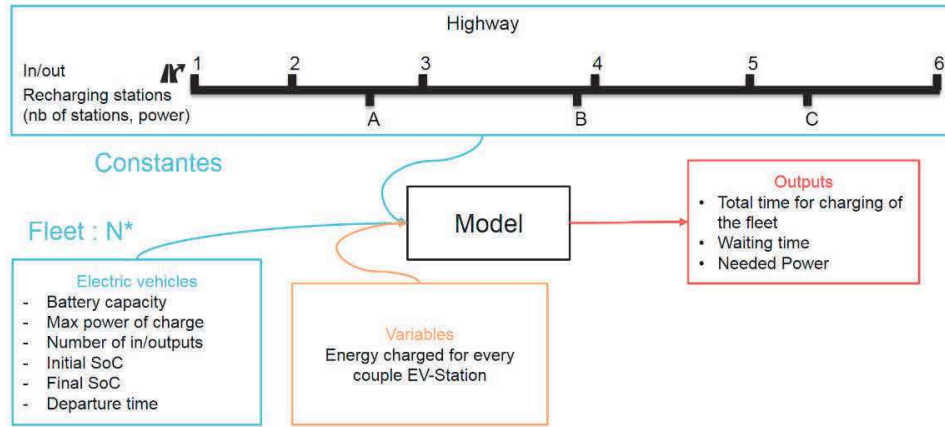 Highway
1 2 3 4 5 6
In/out
Recharging stations
(nb of stations, power)
A B C
Constantes
Fleet : N*
Electric vehicles
- Battery capacity
- Max power of charge
- Number of in/outputs
- Initial SoC
- Final SoC
- Departure time
Model
Variables
Energy charged for every
couple EV-Station
Outputs
• Total time for charging of
the fleet
• Waiting time
• Needed Power